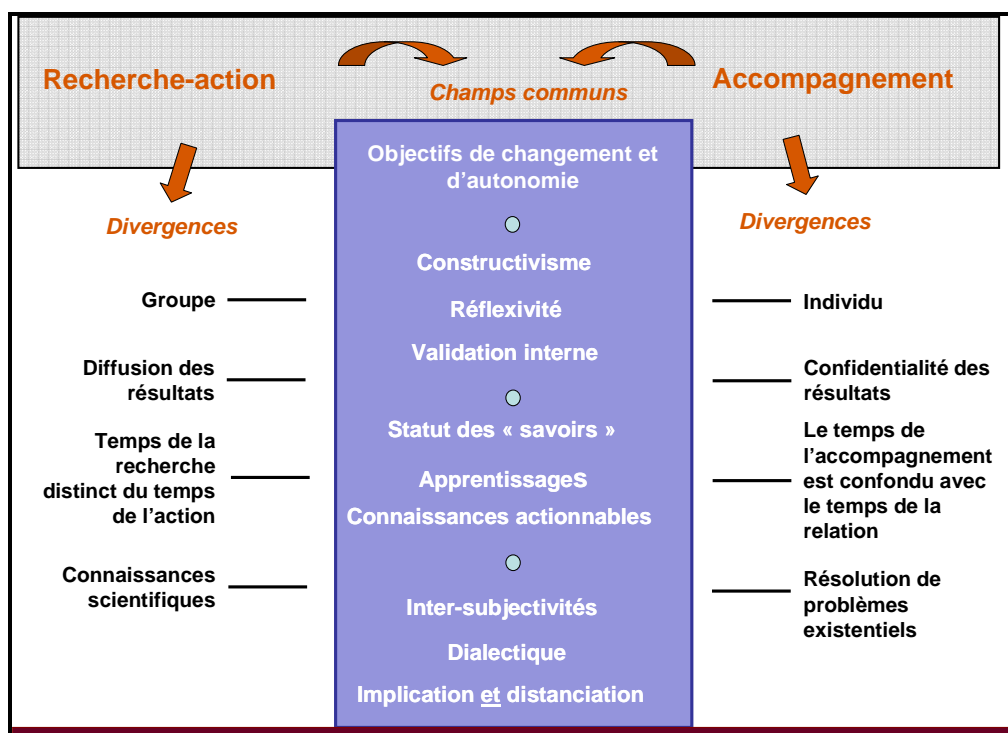 Recherche-action
Accompagnement
Champs communs
Divergences
Groupe
Diffusion des
résultats
Temps de la
recherche
distinct du temps
de l'action
Connaissances
scientifiques
Objectifs de changement et
d'autonomie
Constructivisme
Réflexivité
Validation interne
Statut des « savoirs »
Apprentissages
Connaissances actionnables
Inter-subjectivités
Dialectique
Implication et distanciation
Divergences
Individu
Confidentialité des
résultats
Le temps de
l'accompagnement
est confondu avec
le temps de la
relation
Résolution de
problèmes
existentiels